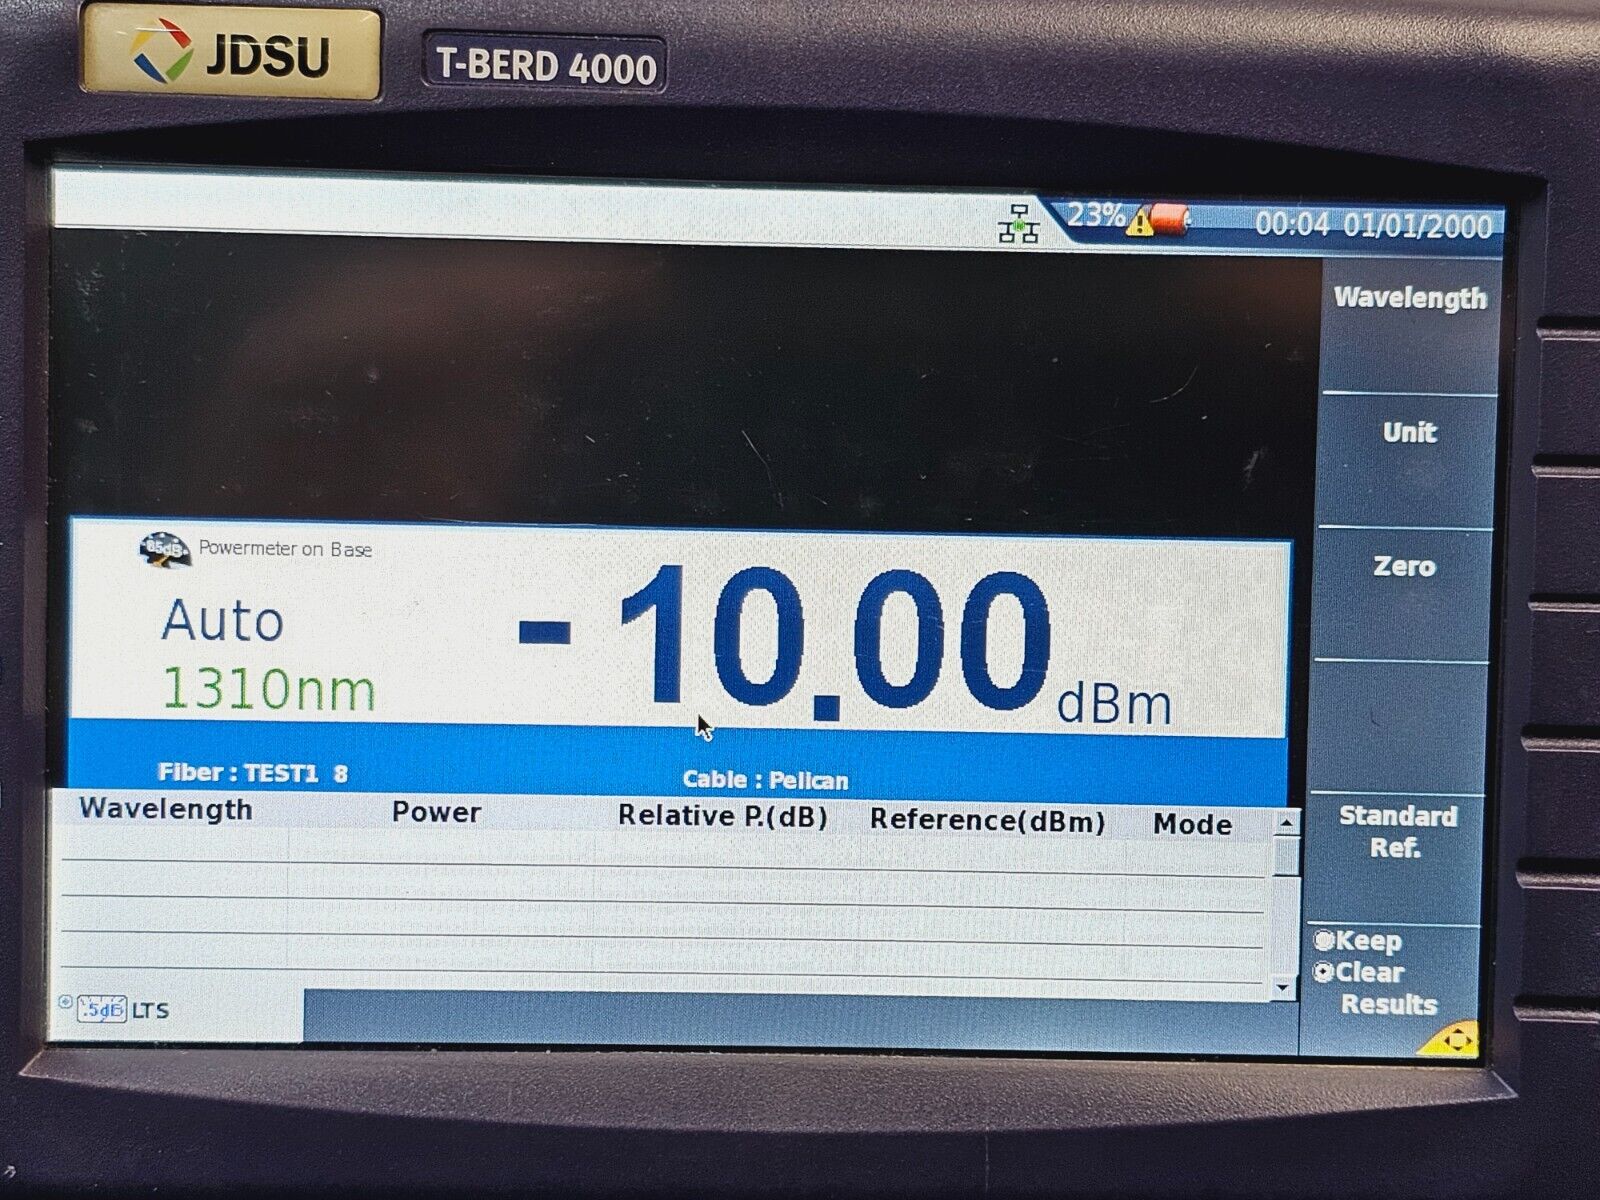 JDSU
T-BERD 4000
23% 00:04 01/01/2000
Wavelength
Unit
Zero
Standard
Ref.
Keep
Clear
Results
85dB Powermeter on Base
Auto
1310nm
-10.00 dBm
Fiber : TEST1 8 Cable : Pelican
Wavelength Power Relative P.(dB) Reference(dBm) Mode
.5dB LTS